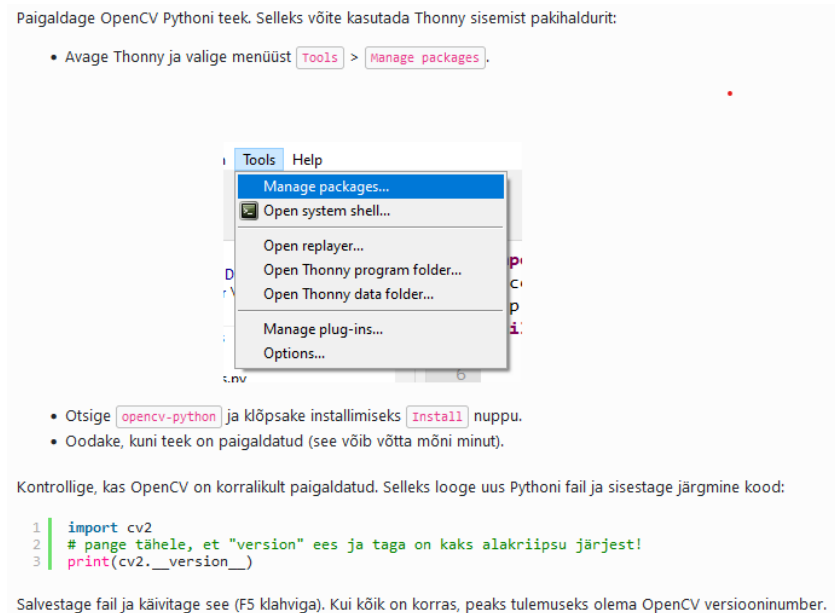 Paigaldage OpenCV Pythoni teek. Selleks võite kasutada Thonny sisemist pakihaldurit:
• Avage Thonny ja valige menüüst Tools > Manage packages.
Tools Help
Manage packages...
Open system shell...
Open replayer...
Open Thonny program folder...
Open Thonny data folder...
Manage plug-ins...
Options...
6
• Otsige opencv-python ja klõpsake installimiseks Install nuppu.
• Oodake, kuni teek on paigaldatud (see võib võtta mõni minut).
Kontrollige, kas OpenCV on korralikult paigaldatud. Selleks looge uus Pythoni fail ja sisestage järgmine kood:
1 import cv2
2 # pange tähele, et "version" ees ja taga on kaks alakriipsu järjest!
3 print(cv2.__version__)
Salvestage fail ja käivitage see (F5 klahviga). Kui kõik on korras, peaks tulemuseks olema OpenCV versiooninumber,